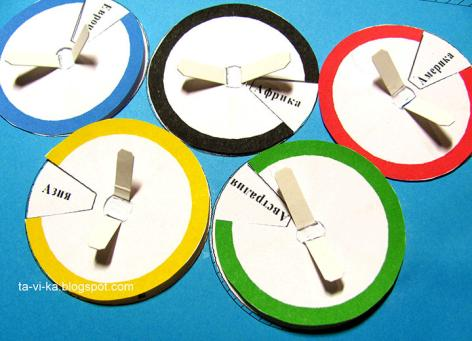 Европа
Африка
Америка
Азия
Австралия
ta-vi-ka.blogspot.com